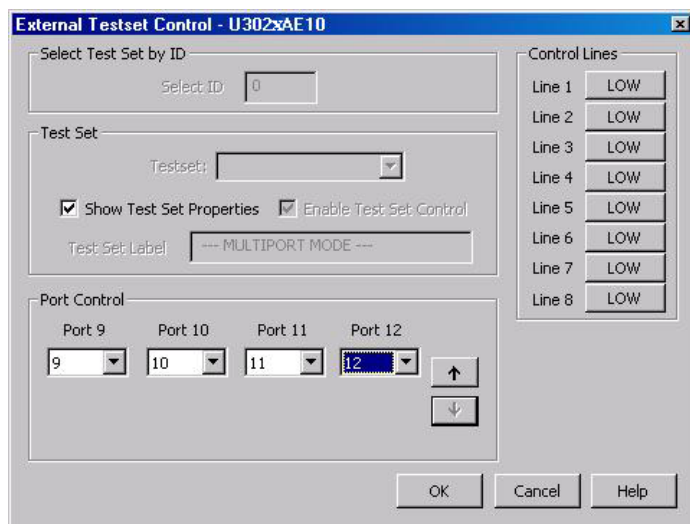 External Testset Control - U302xAE10
Select Test Set by ID
Select ID 0
Test Set
Testset:
Show Test Set Properties Enable Test Set Control
Test Set Label --- MULTIPORT MODE ---
Port Control
Port 9 Port 10 Port 11 Port 12
9 10 11 12
Control Lines
Line 1 LOW
Line 2 LOW
Line 3 LOW
Line 4 LOW
Line 5 LOW
Line 6 LOW
Line 7 LOW
Line 8 LOW
OK Cancel Help